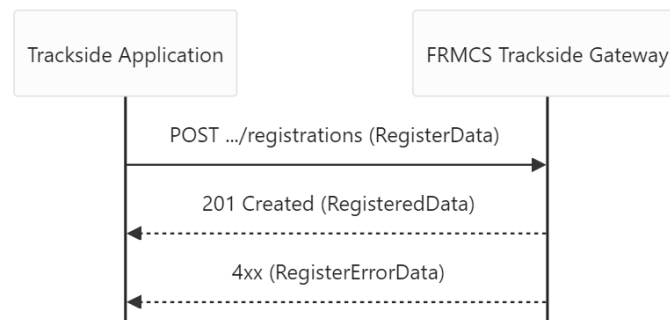 Trackside Application
FRMCS Trackside Gateway
POST .../registrations (RegisterData)
201 Created (RegisteredData)
4xx (RegisterErrorData)